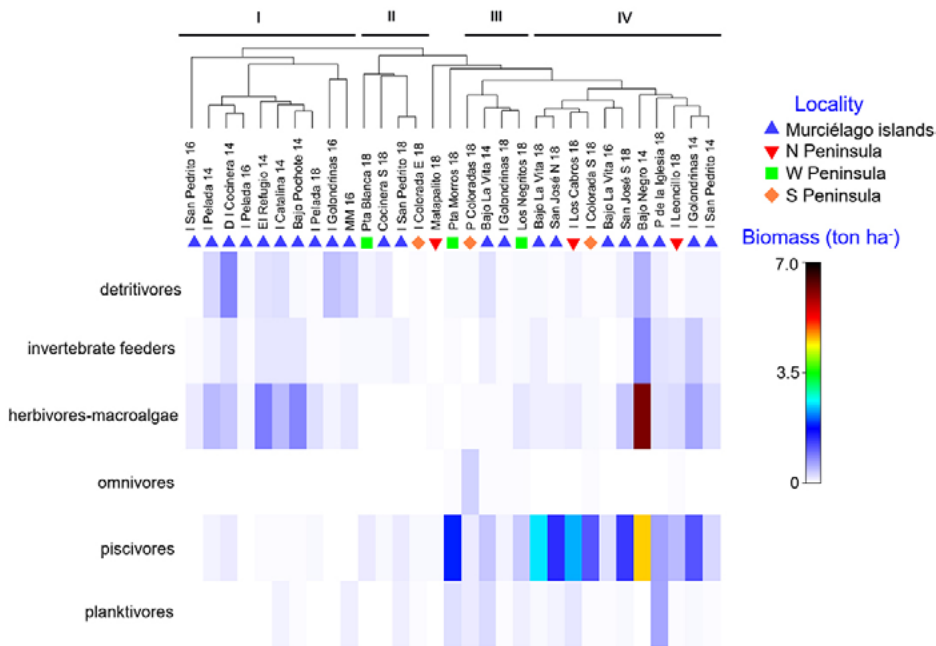 I II III IV
I San Pedrito 16
I Pelada 14
D I Cocinera 14
I Pelada 16
El Refugio 14
I Catalina 14
Bajo Pochote 14
I Pelada 18
I Golondrinas 16
MM 16
Pta Blanca 18
Cocinera S 18
I San Pedrito 18
I Colorada E 18
Matapalito 18
Pta Morros 18
P Coloradas 18
Bajo La Vita 14
I Golondrinas 18
Los Negritos 18
Bajo La Vita 18
San José N 18
I Los Cabros 18
I Colorada S 18
Bajo La Vita 16
San José S 18
Bajo Negro 14
P de la Iglesia 18
I Leoncillo 18
I Golondrinas 14
I San Pedrito 14
Locality
Murciélago islands
N Peninsula
W Peninsula
S Peninsula
Biomass (ton ha⁻)
7.0
3.5
0
detritivores
invertebrate feeders
herbivores-macroalgae
omnivores
piscivores
planktivores